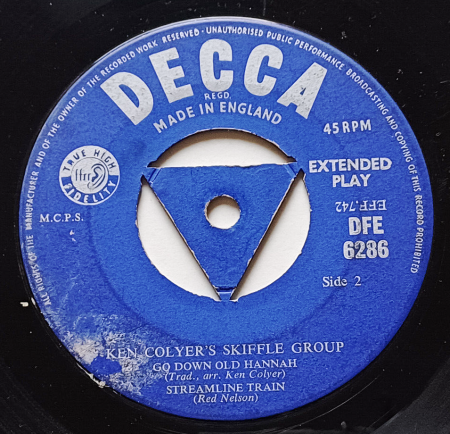 ALL RIGHTS OF THE MANUFACTURER AND OF THE OWNER OF THE RECORDED WORK RESERVED · UNAUTHORISED PUBLIC PERFORMANCE BROADCASTING AND COPYING OF THIS RECORD PROHIBITED
DECCA
REGD.
MADE IN ENGLAND
45 RPM
TRUE HIGH
ffrr
FIDELITY
EXTENDED
PLAY
M.C.P.S.
EFF.742
DFE
6286
Side 2
KEN COLYER'S SKIFFLE GROUP
GO DOWN OLD HANNAH
(Trad., arr. Ken Colyer)
STREAMLINE TRAIN
(Red Nelson)